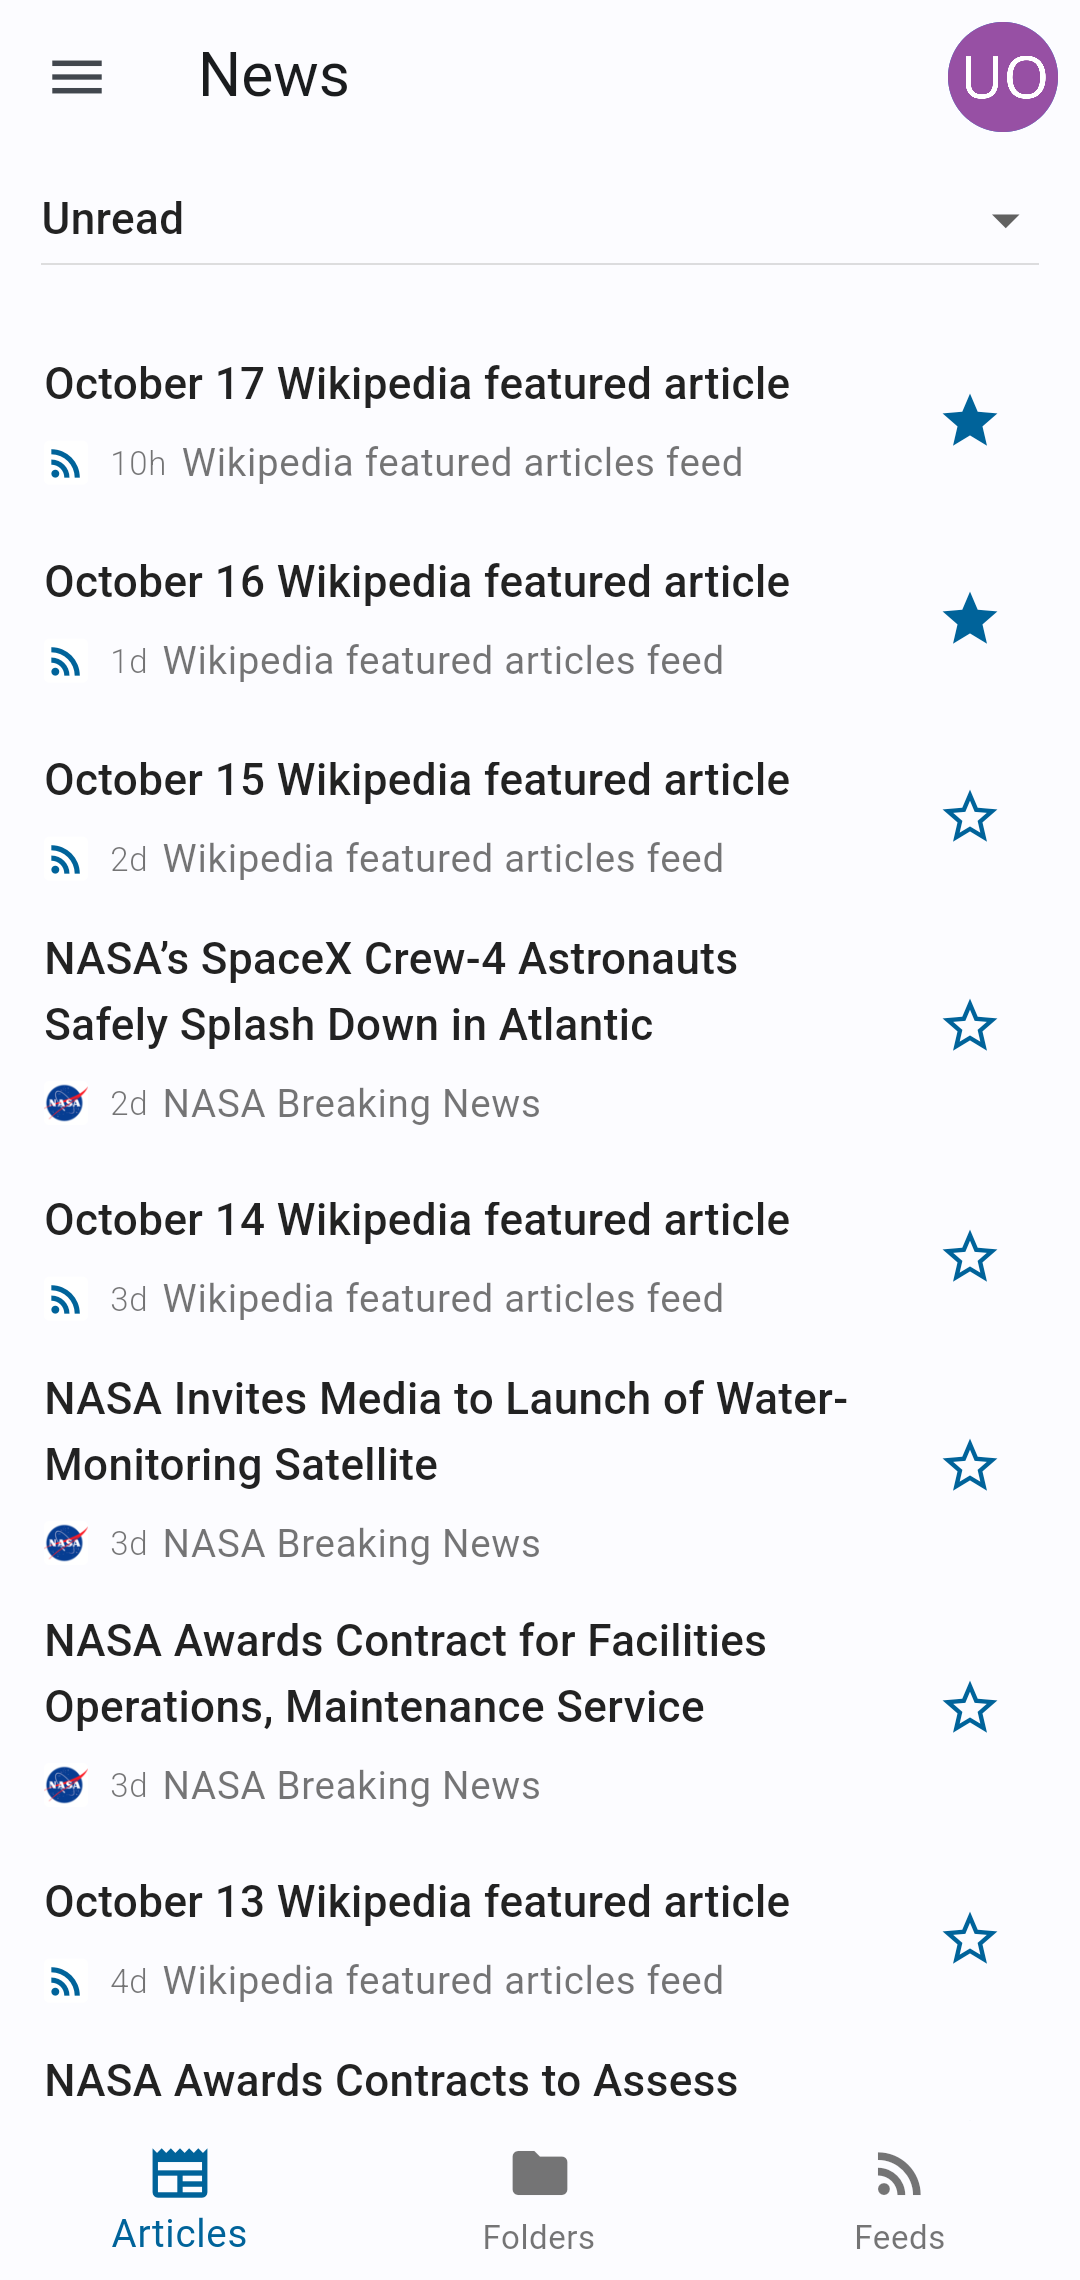 News
UO
Unread
October 17 Wikipedia featured article
10h Wikipedia featured articles feed
October 16 Wikipedia featured article
1d Wikipedia featured articles feed
October 15 Wikipedia featured article
2d Wikipedia featured articles feed
NASA’s SpaceX Crew-4 Astronauts
Safely Splash Down in Atlantic
NASA 2d NASA Breaking News
October 14 Wikipedia featured article
3d Wikipedia featured articles feed
NASA Invites Media to Launch of Water-
Monitoring Satellite
NASA 3d NASA Breaking News
NASA Awards Contract for Facilities
Operations, Maintenance Service
NASA 3d NASA Breaking News
October 13 Wikipedia featured article
4d Wikipedia featured articles feed
NASA Awards Contracts to Assess
Articles Folders Feeds